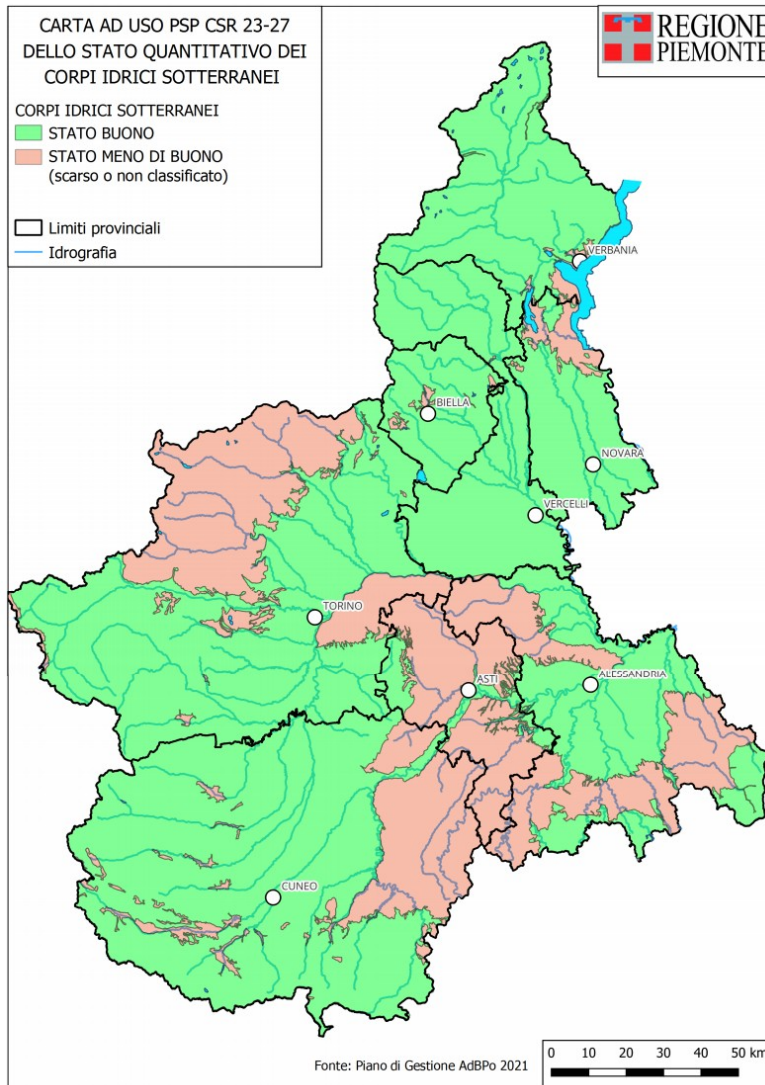 CARTA AD USO PSP CSR 23-27
DELLO STATO QUANTITATIVO DEI
CORPI IDRICI SOTTERRANEI
REGIONE
PIEMONTE
CORPI IDRICI SOTTERRANEI
STATO BUONO
STATO MENO DI BUONO
(scarso o non classificato)
Limiti provinciali
Idrografia
VERBANIA
BIELLA
NOVARA
VERCELLI
TORINO
ASTI
ALESSANDRIA
CUNEO
Fonte: Piano di Gestione AdBPo 2021
0 10 20 30 40 50 km